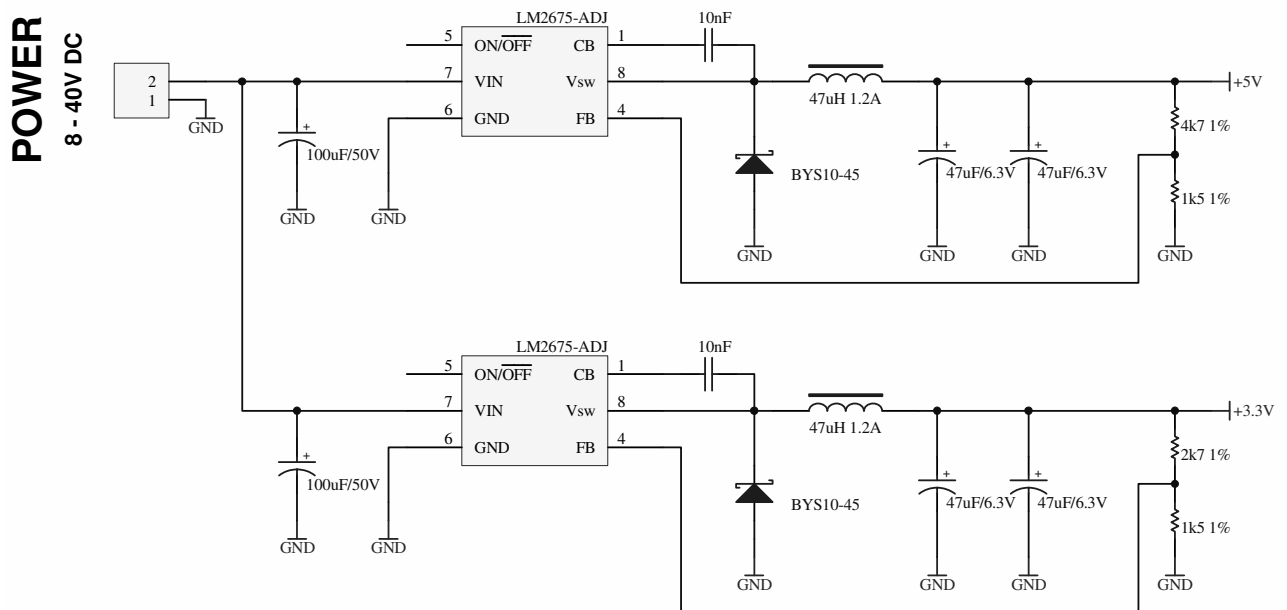 POWER
8 - 40V DC
2
1
GND
100uF/50V
GND
GND
LM2675-ADJ
5
ON/OFF
CB
1
7
VIN
Vsw
8
6
GND
FB
4
10nF
47uH 1.2A
BYS10-45
GND
47uF/6.3V
47uF/6.3V
GND
GND
+5V
4k7 1%
1k5 1%
GND
100uF/50V
GND
GND
LM2675-ADJ
5
ON/OFF
CB
1
7
VIN
Vsw
8
6
GND
FB
4
10nF
47uH 1.2A
BYS10-45
GND
47uF/6.3V
47uF/6.3V
GND
GND
+3.3V
2k7 1%
1k5 1%
GND